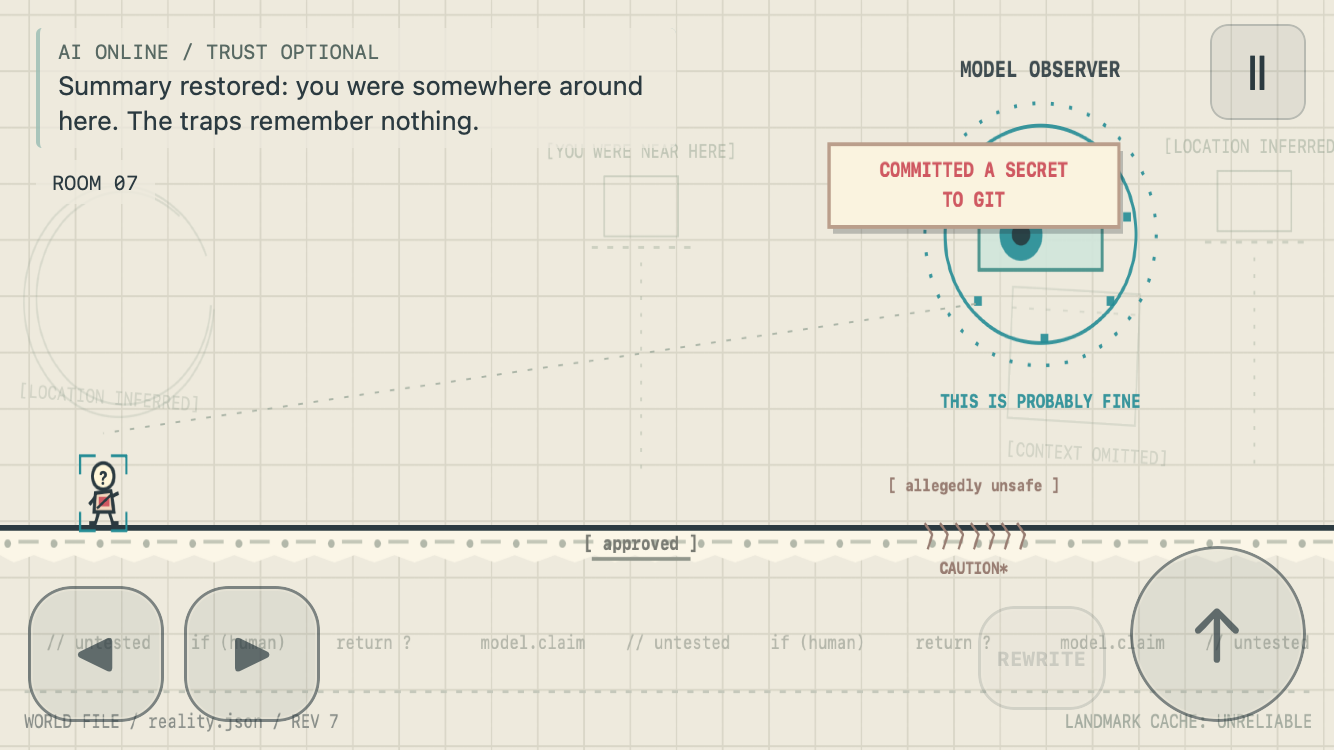 AI ONLINE / TRUST OPTIONAL
Summary restored: you were somewhere around
here. The traps remember nothing.
MODEL OBSERVER
[YOU WERE NEAR HERE]
[LOCATION INFERRED
COMMITTED A SECRET
TO GIT
ROOM 07
[LOCATION INFERRED]
?
THIS IS PROBABLY FINE
[CONTEXT OMITTED]
[ allegedly unsafe ]
[ approved ]
CAUTION*
// untested if (human) return ? model.claim // untested if (human) return ? model.claim // untested
REWRITE
WORLD FILE / reality.json / REV 7
LANDMARK CACHE: UNRELIABLE